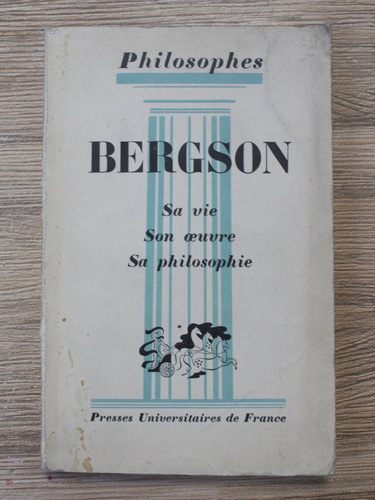 Philosophes
BERGSON
Sa vie
Son œuvre
Sa philosophie
Presses Universitaires de France